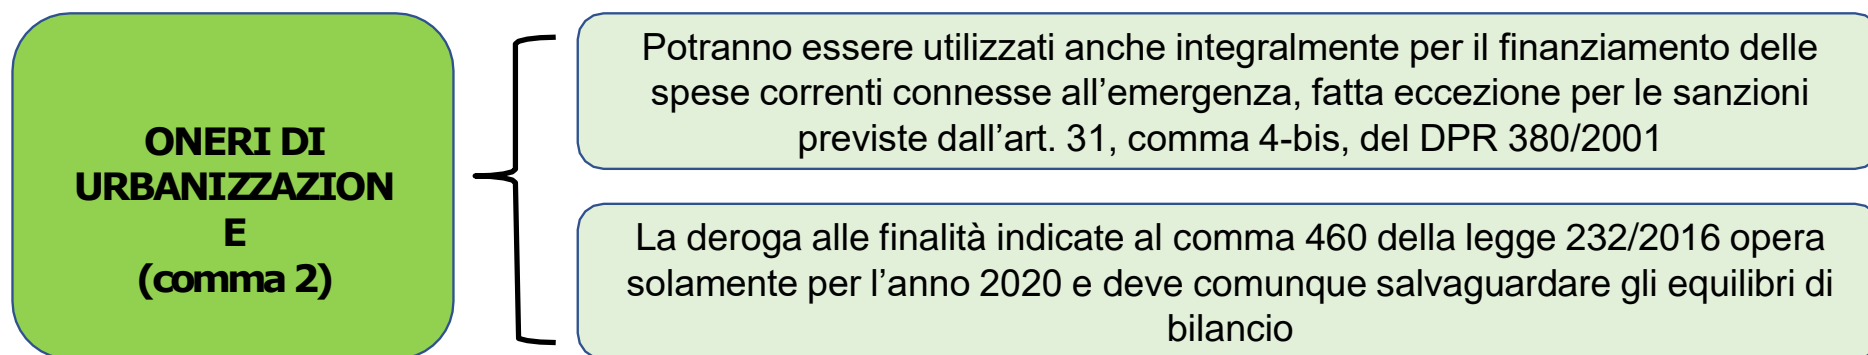 ONERI DI
URBANIZZAZION
E
(comma 2)
Potranno essere utilizzati anche integralmente per il finanziamento delle
spese correnti connesse all’emergenza, fatta eccezione per le sanzioni
previste dall’art. 31, comma 4-bis, del DPR 380/2001
La deroga alle finalità indicate al comma 460 della legge 232/2016 opera
solamente per l’anno 2020 e deve comunque salvaguardare gli equilibri di
bilancio